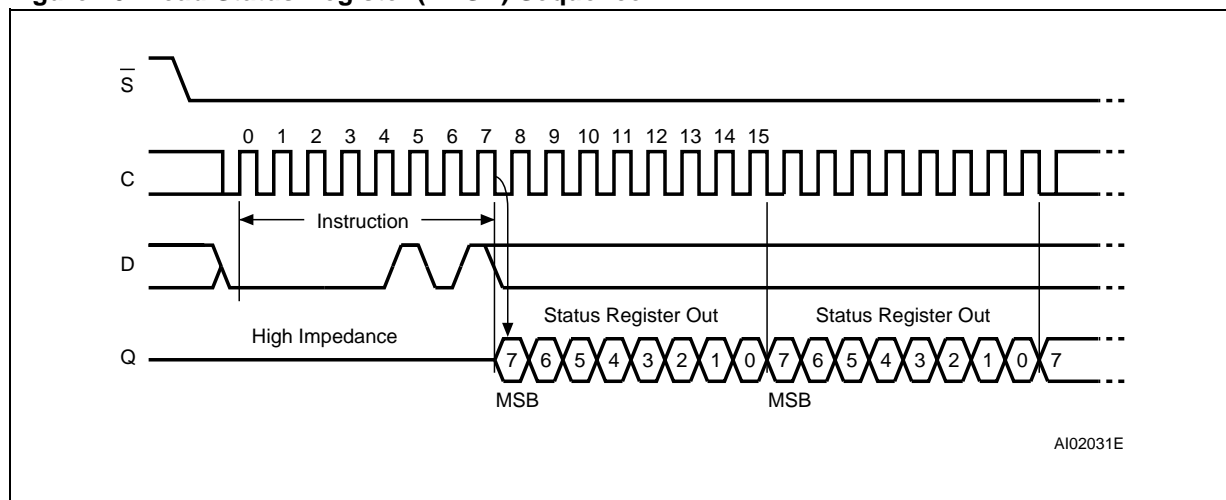 S
0 1 2 3 4 5 6 7 8 9 10 11 12 13 14 15
C
Instruction
D
Status Register Out Status Register Out
High Impedance
Q 7 6 5 4 3 2 1 0 7 6 5 4 3 2 1 0 7
MSB MSB
AI02031E